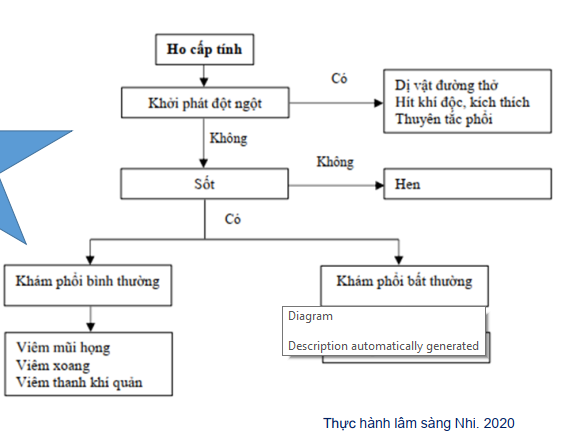 Ho cấp tính
Khởi phát đột ngột
Có
Dị vật đường thở
Hít khí độc, kích thích
Thuyên tắc phổi
Không
Sốt
Không
Hen
Có
Khám phổi bình thường
Khám phổi bất thường
Viêm mũi họng
Viêm xoang
Viêm thanh khí quản
Diagram
Description automatically generated
Thực hành lâm sàng Nhi. 2020